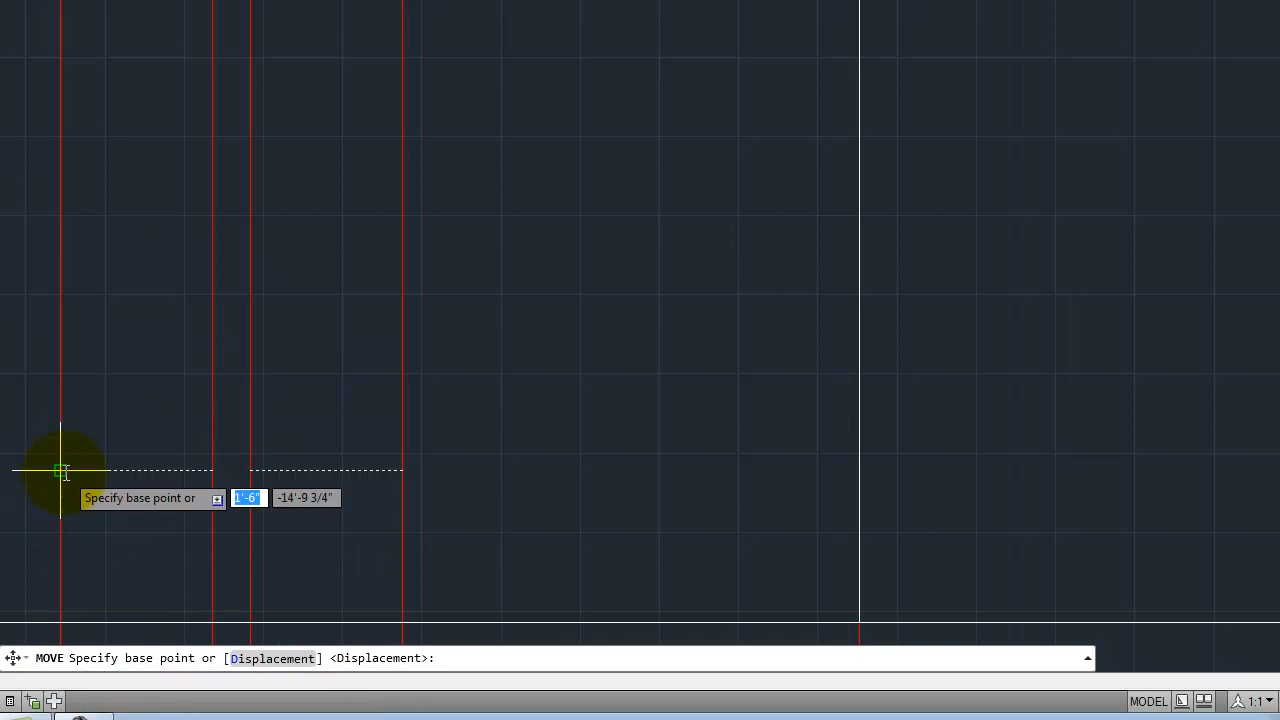 Specify base point or 1'-6" -14'-9 3/4"
MOVE Specify base point or [Displacement] <Displacement>:
MODEL 1:1